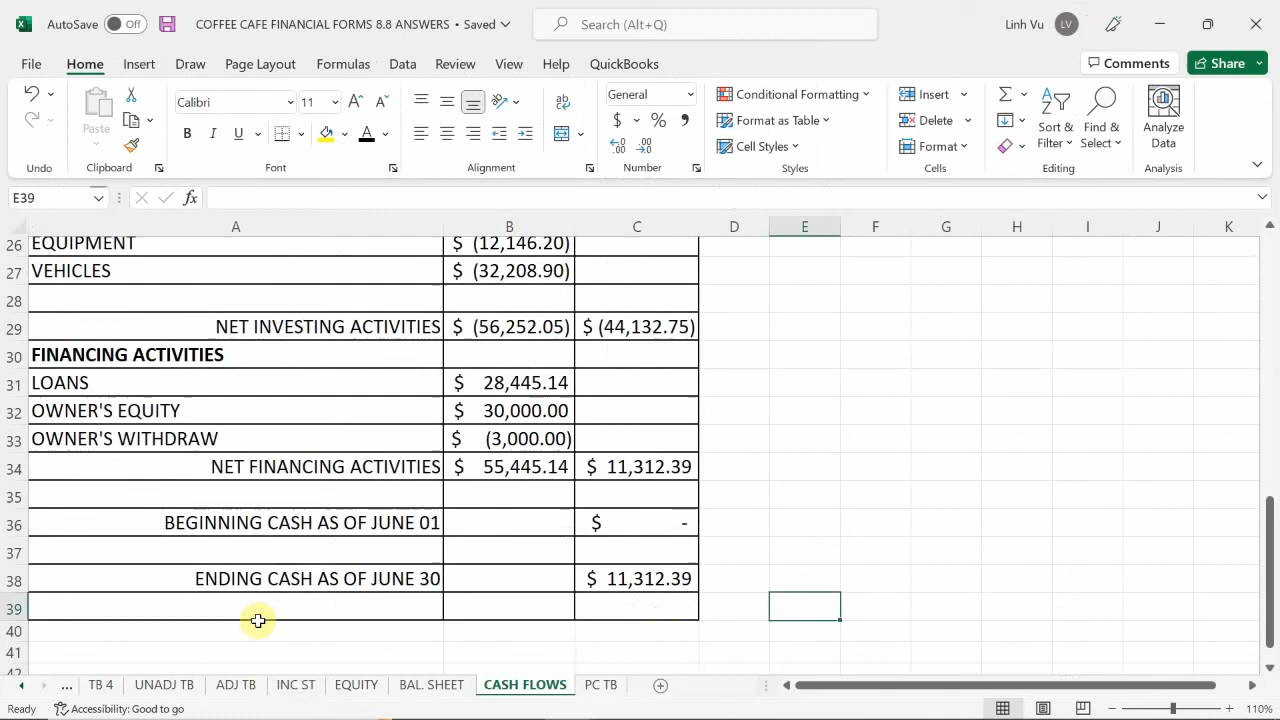 AutoSave Off COFFEE CAFE FINANCIAL FORMS 8.8 ANSWERS • Saved Search (Alt+Q) Linh Vu LV
File Home Insert Draw Page Layout Formulas Data Review View Help QuickBooks Comments Share
Paste Calibri 11 A A ab General Conditional Formatting Insert Σ A Z
B I U A $ % , Format as Table Delete Sort & Filter Find & Select Analyze Data
.00 Cell Styles Format
Undo Clipboard Font Alignment Number Styles Cells Editing Analysis
E39 fx
A B C D E F G H I J K
26 EQUIPMENT $ (12,146.20)
27 VEHICLES $ (32,208.90)
28
29 NET INVESTING ACTIVITIES $ (56,252.05) $ (44,132.75)
30 FINANCING ACTIVITIES
31 LOANS $ 28,445.14
32 OWNER'S EQUITY $ 30,000.00
33 OWNER'S WITHDRAW $ (3,000.00)
34 NET FINANCING ACTIVITIES $ 55,445.14 $ 11,312.39
35
36 BEGINNING CASH AS OF JUNE 01 $ -
37
38 ENDING CASH AS OF JUNE 30 $ 11,312.39
39
40
41
42
... TB 4 UNADJ TB ADJ TB INC ST EQUITY BAL. SHEET CASH FLOWS PC TB
Ready Accessibility: Good to go 110%